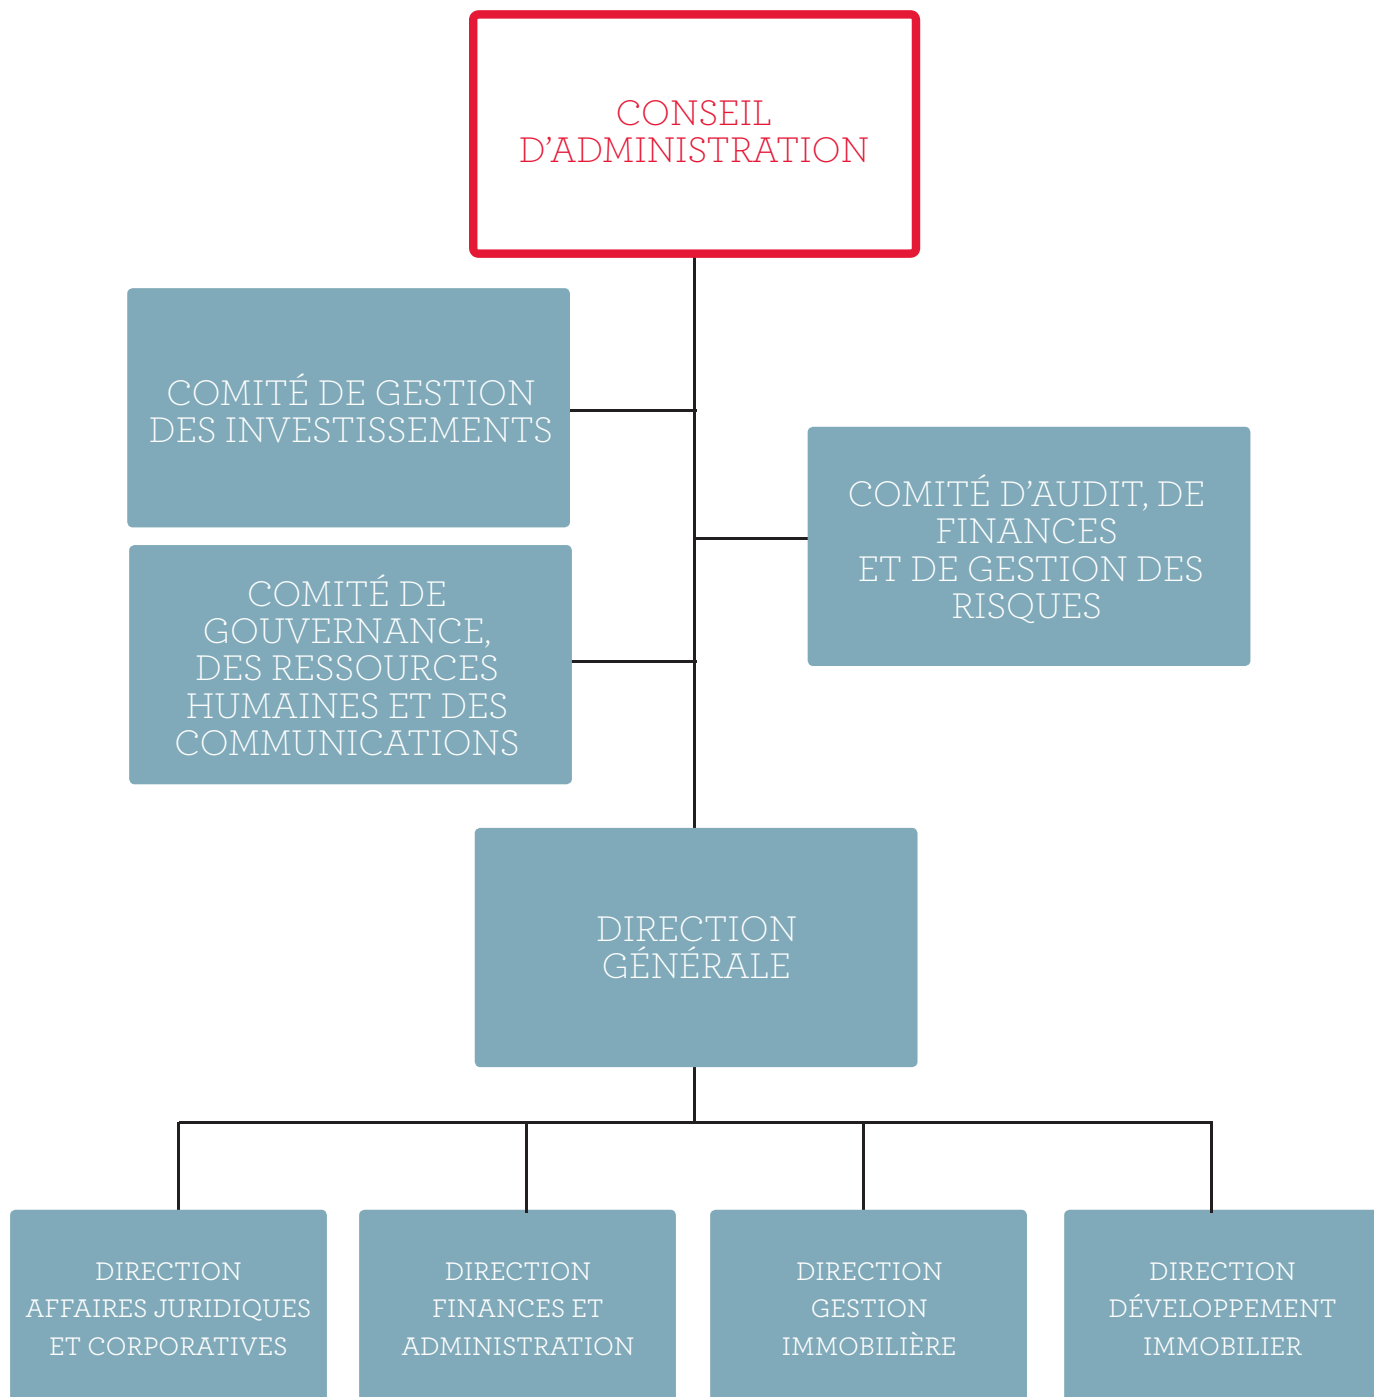 CONSEIL
D’ADMINISTRATION
COMITÉ DE GESTION
DES INVESTISSEMENTS
COMITÉ D’AUDIT, DE
FINANCES
ET DE GESTION DES
RISQUES
COMITÉ DE
GOUVERNANCE,
DES RESSOURCES
HUMAINES ET DES
COMMUNICATIONS
DIRECTION
GÉNÉRALE
DIRECTION
AFFAIRES JURIDIQUES
ET CORPORATIVES
DIRECTION
FINANCES ET
ADMINISTRATION
DIRECTION
GESTION
IMMOBILIÈRE
DIRECTION
DÉVELOPPEMENT
IMMOBILIER